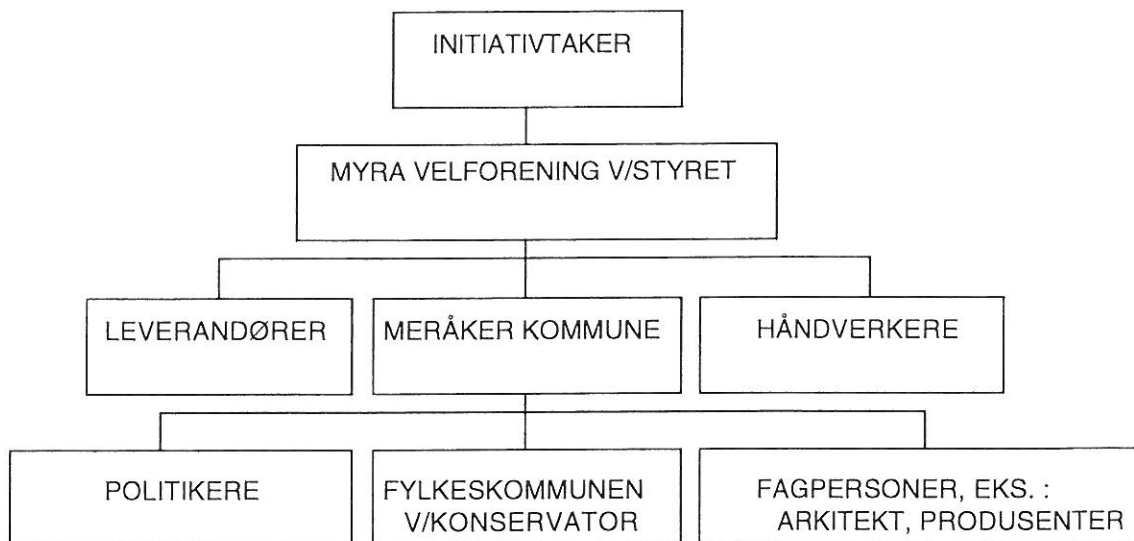 INITIATIVTAKER
MYRA VELFORENING V/STYRET
LEVERANDØRER
MERÅKER KOMMUNE
HÅNDVERKERE
POLITIKERE
FYLKESKOMMUNEN
V/KONSERVATOR
FAGPERSONER, EKS. :
ARKITEKT, PRODUSENTER